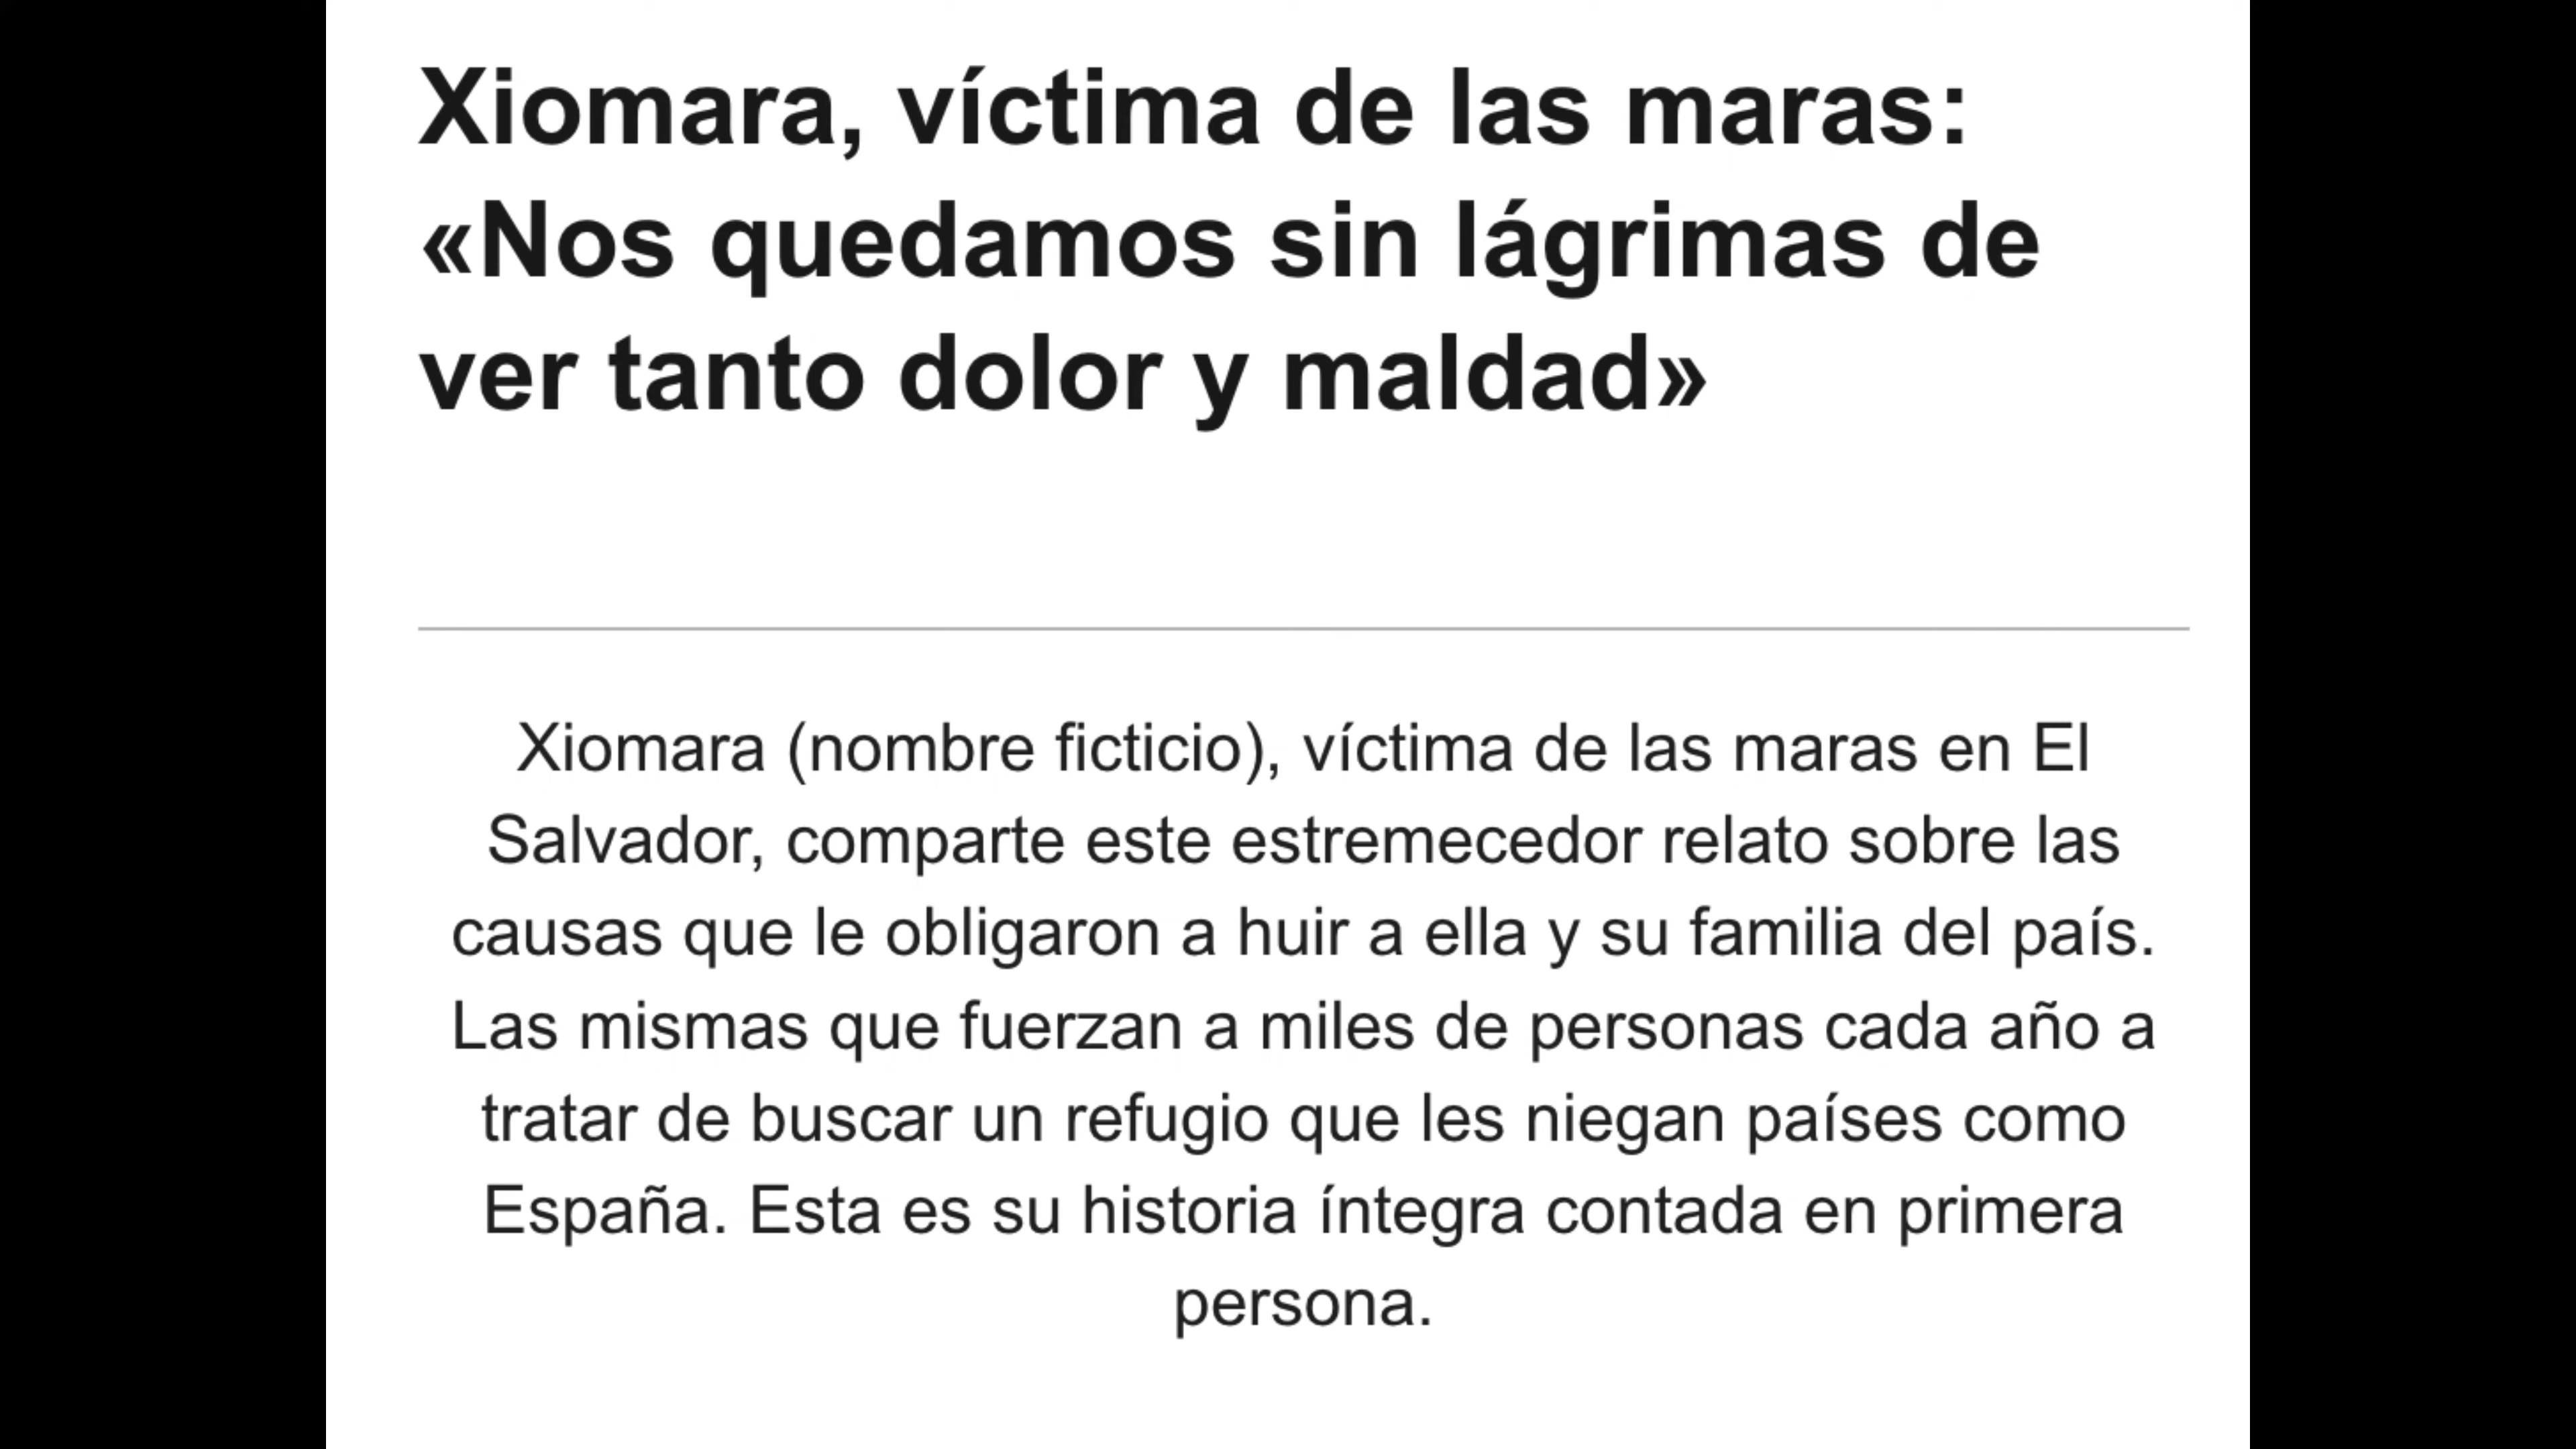 Xiomara, víctima de las maras:
«Nos quedamos sin lágrimas de
ver tanto dolor y maldad»
Xiomara (nombre ficticio), víctima de las maras en El
Salvador, comparte este estremecedor relato sobre las
causas que le obligaron a huir a ella y su familia del país.
Las mismas que fuerzan a miles de personas cada año a
tratar de buscar un refugio que les niegan países como
España. Esta es su historia íntegra contada en primera
persona.